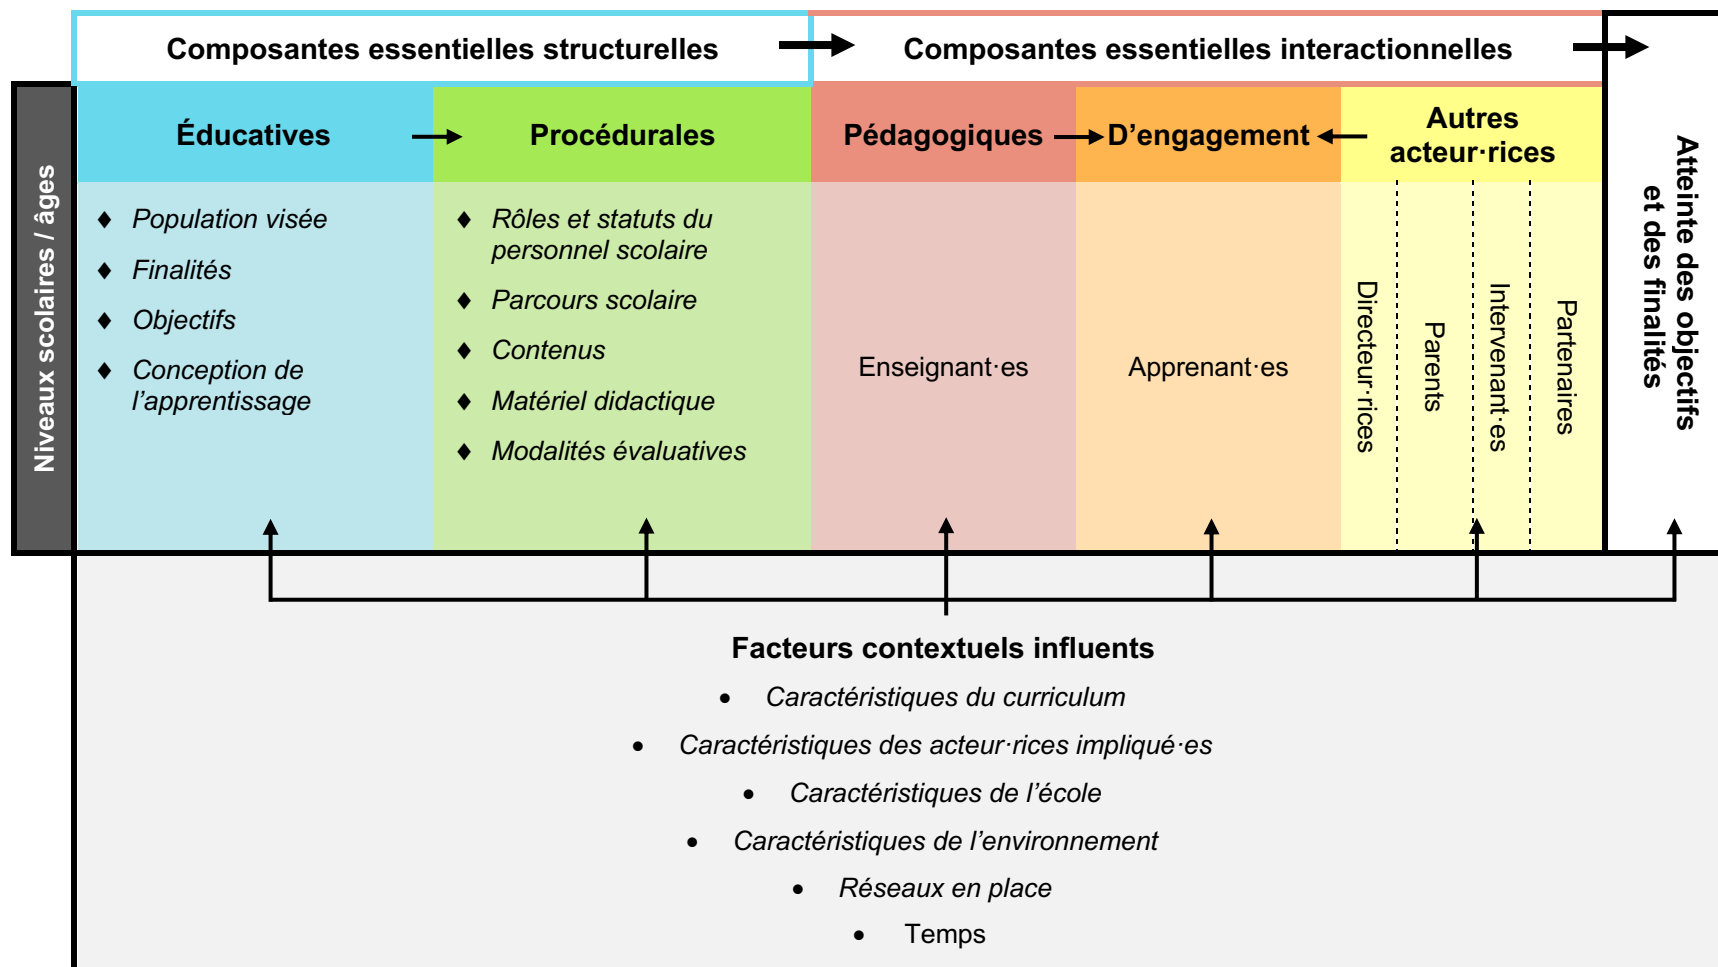 Composantes essentielles structurelles
Composantes essentielles interactionnelles
Niveaux scolaires / âges
Éducatives
Procédurales
Pédagogiques
D’engagement
Autres
acteur·rices
Atteinte des objectifs
et des finalités
♦ Population visée
♦ Finalités
♦ Objectifs
♦ Conception de
l’apprentissage
♦ Rôles et statuts du
personnel scolaire
♦ Parcours scolaire
♦ Contenus
♦ Matériel didactique
♦ Modalités évaluatives
Enseignant·es
Apprenant·es
Directeur·rices
Parents
Intervenant·es
Partenaires
Facteurs contextuels influents
• Caractéristiques du curriculum
• Caractéristiques des acteur·rices impliqué·es
• Caractéristiques de l’école
• Caractéristiques de l’environnement
• Réseaux en place
• Temps